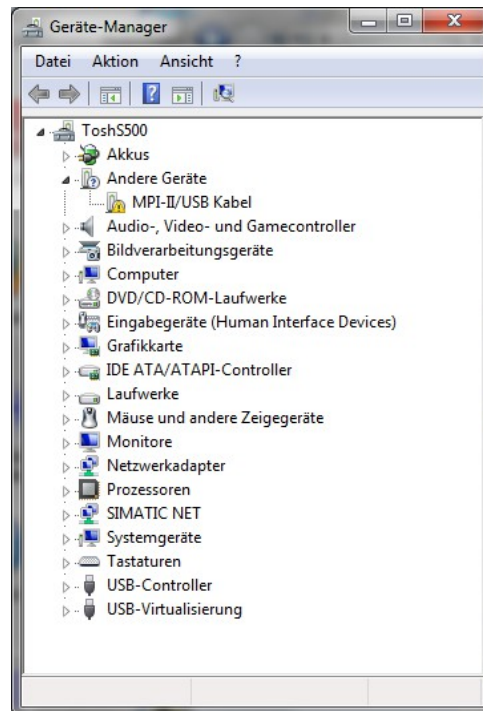 Geräte-Manager
Datei Aktion Ansicht ?
ToshS500
Akkus
Andere Geräte
MPI-II/USB Kabel
Audio-, Video- und Gamecontroller
Bildverarbeitungsgeräte
Computer
DVD/CD-ROM-Laufwerke
Eingabegeräte (Human Interface Devices)
Grafikkarte
IDE ATA/ATAPI-Controller
Laufwerke
Mäuse und andere Zeigegeräte
Monitore
Netzwerkadapter
Prozessoren
SIMATIC NET
Systemgeräte
Tastaturen
USB-Controller
USB-Virtualisierung